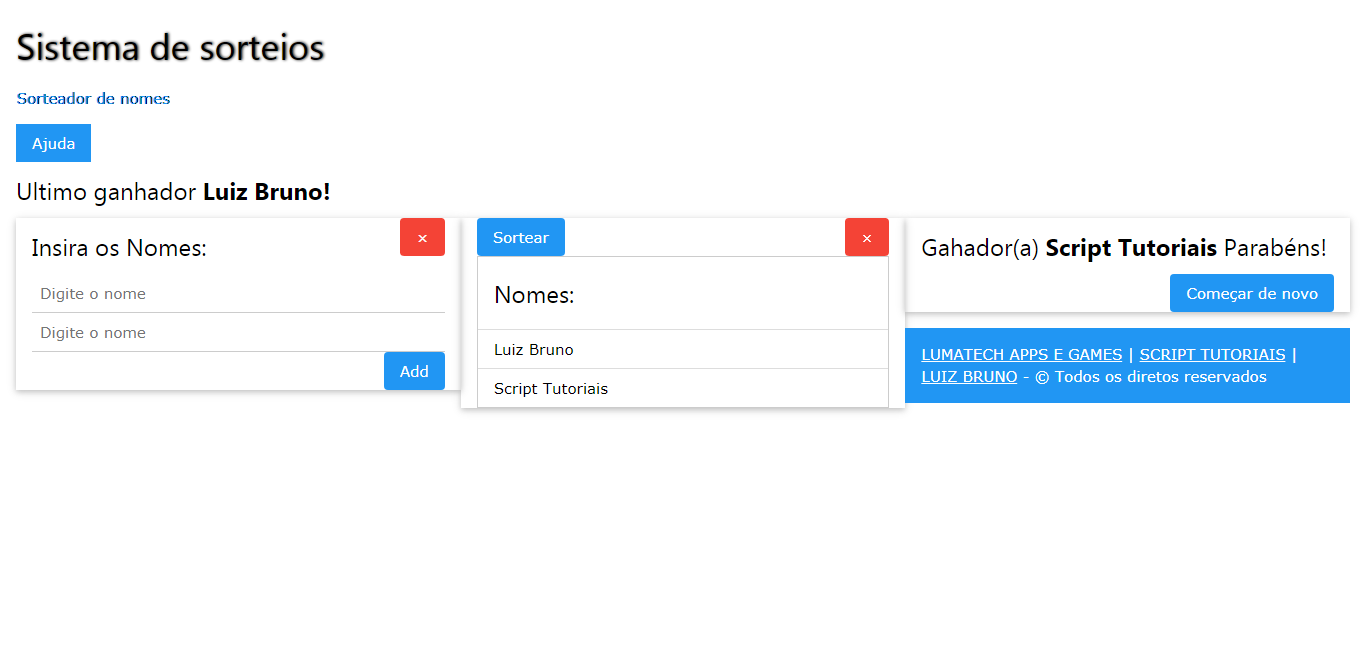 Sistema de sorteios
Sorteador de nomes
Ajuda
Ultimo ganhador Luiz Bruno!
Insira os Nomes:
×
Digite o nome
Digite o nome
Add
Sortear
×
Nomes:
Luiz Bruno
Script Tutoriais
Gahador(a) Script Tutoriais Parabéns!
Começar de novo
LUMATECH APPS E GAMES | SCRIPT TUTORIAIS |
LUIZ BRUNO - © Todos os diretos reservados